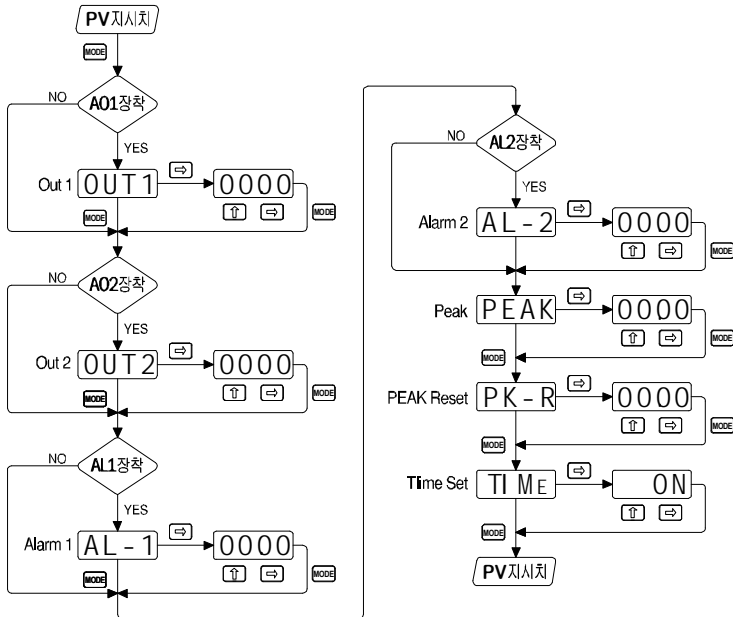 PV지시치
MODE
AO1장착
NO
YES
Out 1 OUT1 ⇨ 0000
MODE ⇧ ⇨ MODE
AO2장착
NO
YES
Out 2 OUT2 ⇨ 0000
MODE ⇧ ⇨ MODE
AL1장착
NO
YES
Alarm 1 AL-1 ⇨ 0000
MODE ⇧ ⇨ MODE
AL2장착
NO
YES
Alarm 2 AL-2 ⇨ 0000
⇧ ⇨ MODE
Peak PEAK ⇨ 0000
MODE ⇧ ⇨ MODE
PEAK Reset PK-R ⇨ 0000
MODE ⇧ ⇨ MODE
Time Set TIME ⇨ ON
MODE ⇧ ⇨
PV지시치